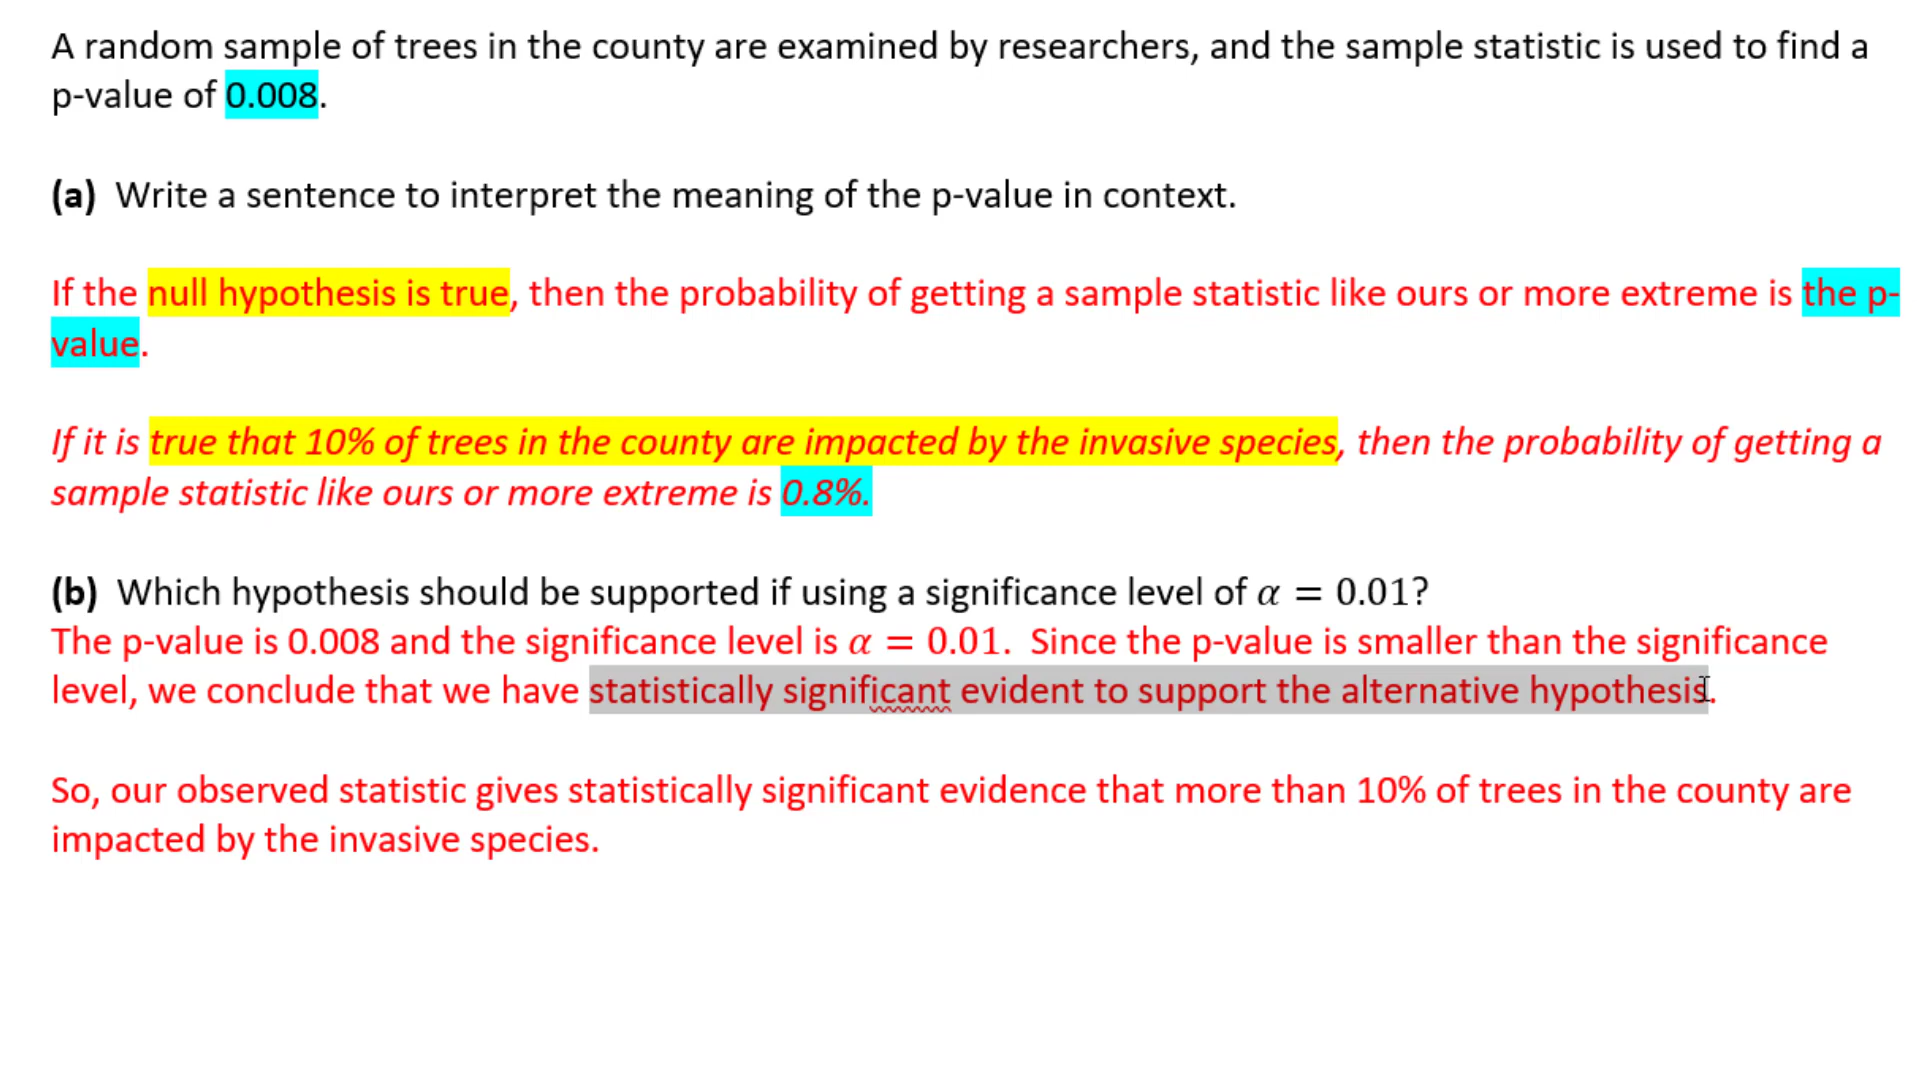 A random sample of trees in the county are examined by researchers, and the sample statistic is used to find a
p-value of 0.008.
(a) Write a sentence to interpret the meaning of the p-value in context.
If the null hypothesis is true, then the probability of getting a sample statistic like ours or more extreme is the p-
value.
If it is true that 10% of trees in the county are impacted by the invasive species, then the probability of getting a
sample statistic like ours or more extreme is 0.8%.
(b) Which hypothesis should be supported if using a significance level of α = 0.01?
The p-value is 0.008 and the significance level is α = 0.01. Since the p-value is smaller than the significance
level, we conclude that we have statistically significant evident to support the alternative hypothesis.
So, our observed statistic gives statistically significant evidence that more than 10% of trees in the county are
impacted by the invasive species.